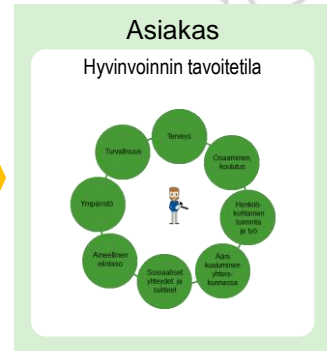 Asiakas
Hyvinvoinnin tavoitetila
Terveys
Osaaminen,
koulutus
Henkilö-
kohtainen
toiminta
ja työ
Ääni
kuuluminen
yhteis-
kunnassa
Sosiaaliset
yhteydet ja
suhteet
Aineellinen
elintaso
Ympäristö
Turvallisuus